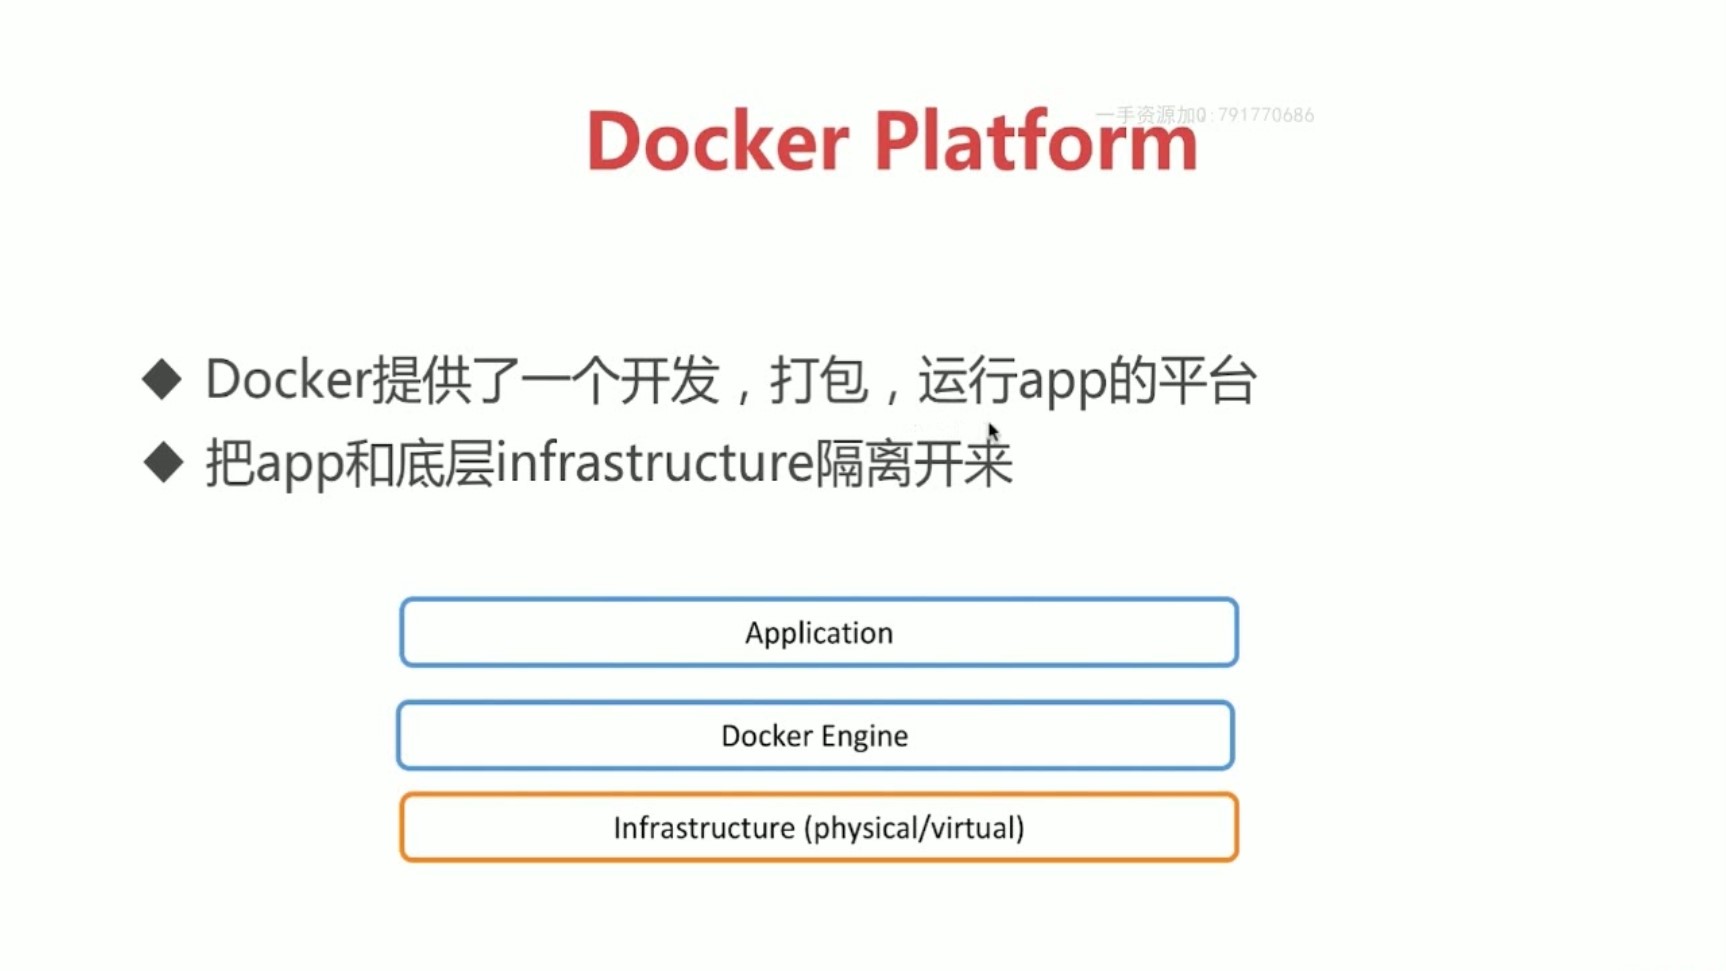 一手资源加Q:791770686
Docker Platform
Docker提供了一个开发，打包，运行app的平台
把app和底层infrastructure隔离开来
Application
Docker Engine
Infrastructure (physical/virtual)